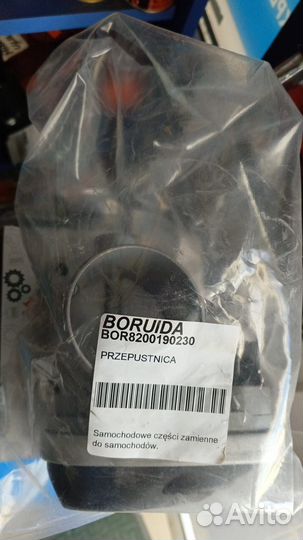 BORUIDA
BOR8200190230
PRZEPUSTNICA
Samochodowe części zamienne
do samochodów.
Avito